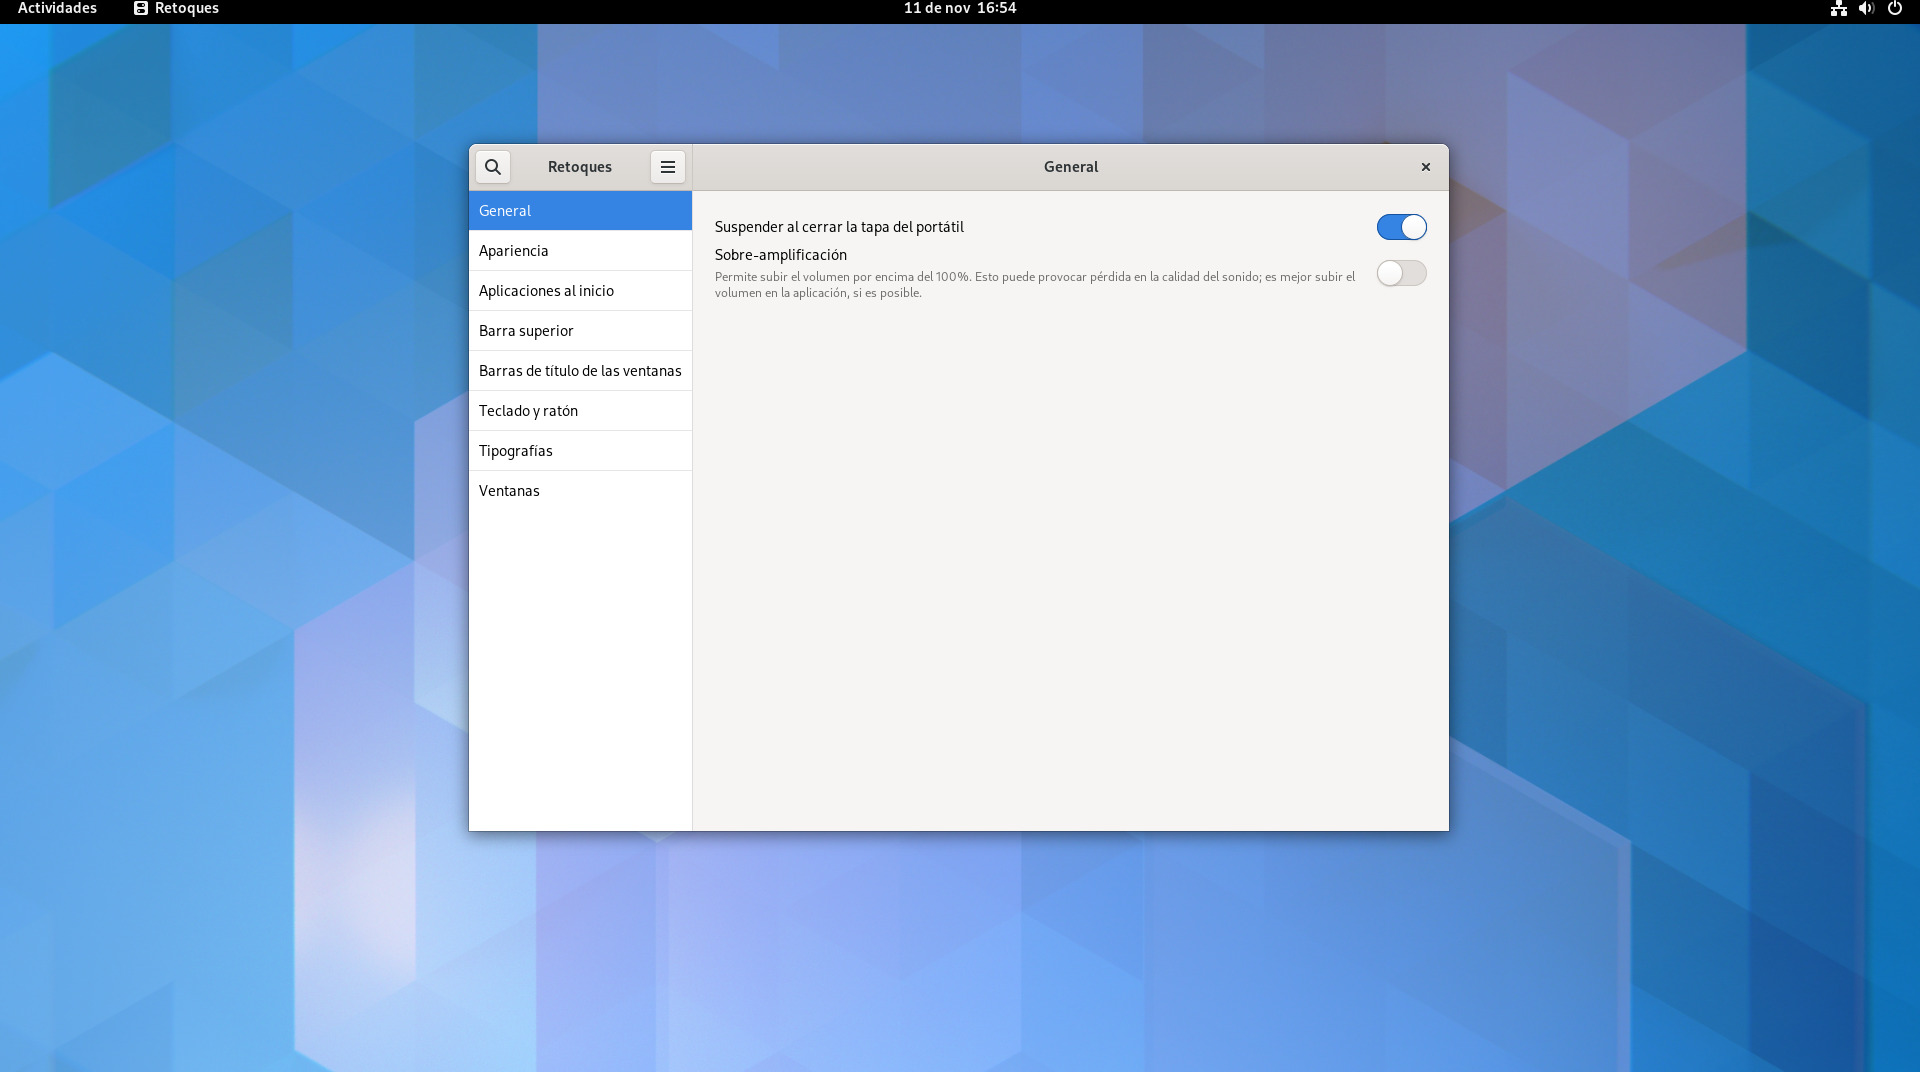 Actividades Retoques 11 de nov 16:54
Retoques General
General
Apariencia
Aplicaciones al inicio
Barra superior
Barras de título de las ventanas
Teclado y ratón
Tipografías
Ventanas
Suspender al cerrar la tapa del portátil
Sobre-amplificación
Permite subir el volumen por encima del 100%. Esto puede provocar pérdida en la calidad del sonido; es mejor subir el
volumen en la aplicación, si es posible.